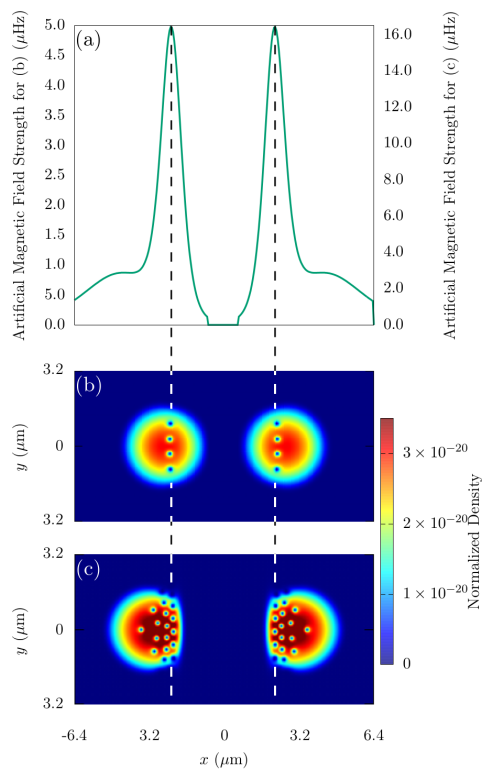 (a)
Artificial Magnetic Field Strength for (b) (μHz)
5.0
4.5
5.0
4.0
3.5
3.0
2.5
2.0
1.5
1.0
5.0
0.0
16.0
14.0
12.0
10.0
8.0
6.0
4.0
2.0
0.0
Artificial Magnetic Field Strength for (c) (μHz)
(b)
3.2
0
3.2
y (μm)
(c)
3.2
0
3.2
y (μm)
-6.4 3.2 0 3.2 6.4
x (μm)
3 × 10⁻²⁰
2 × 10⁻²⁰
1 × 10⁻²⁰
0
Normalized Density